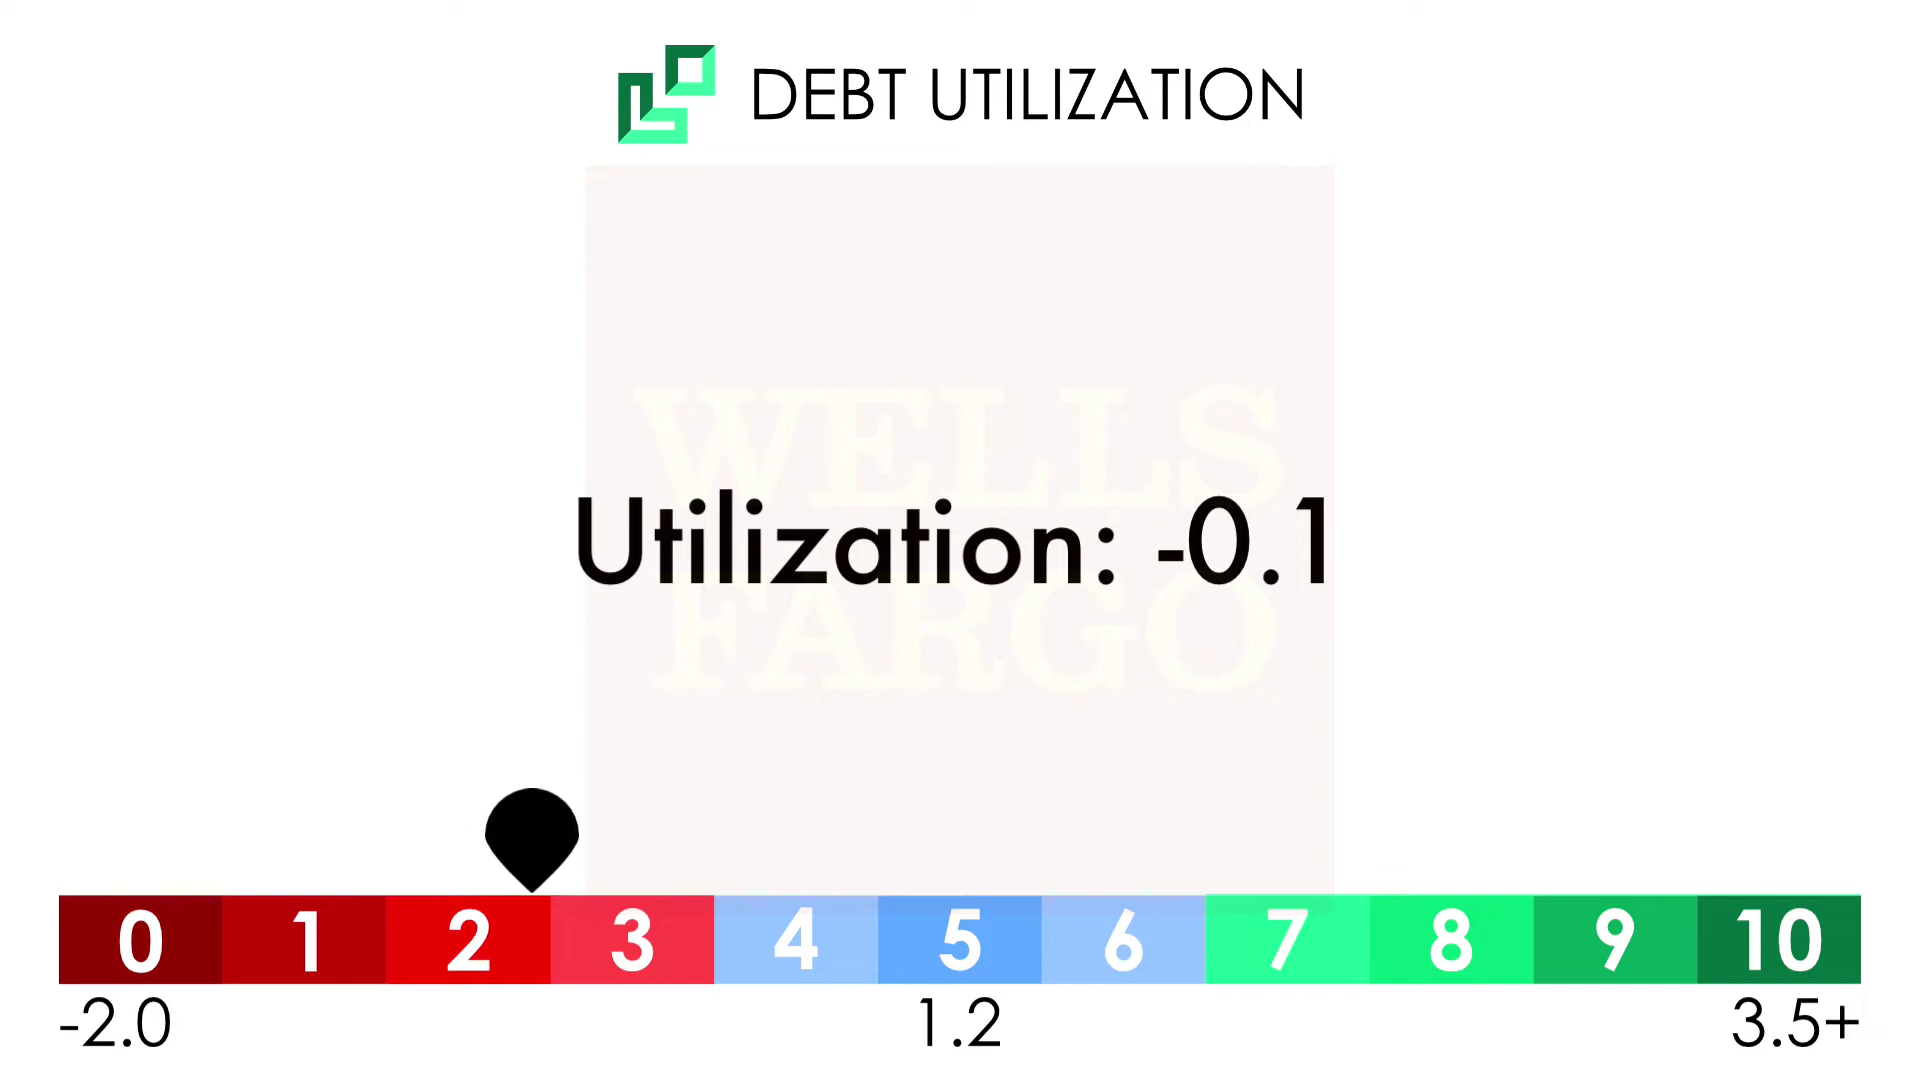 DEBT UTILIZATION
WELLS
Utilization: -0.1
FARGO
0 1 2 3 4 5 6 7 8 9 10
-2.0 1.2 3.5+